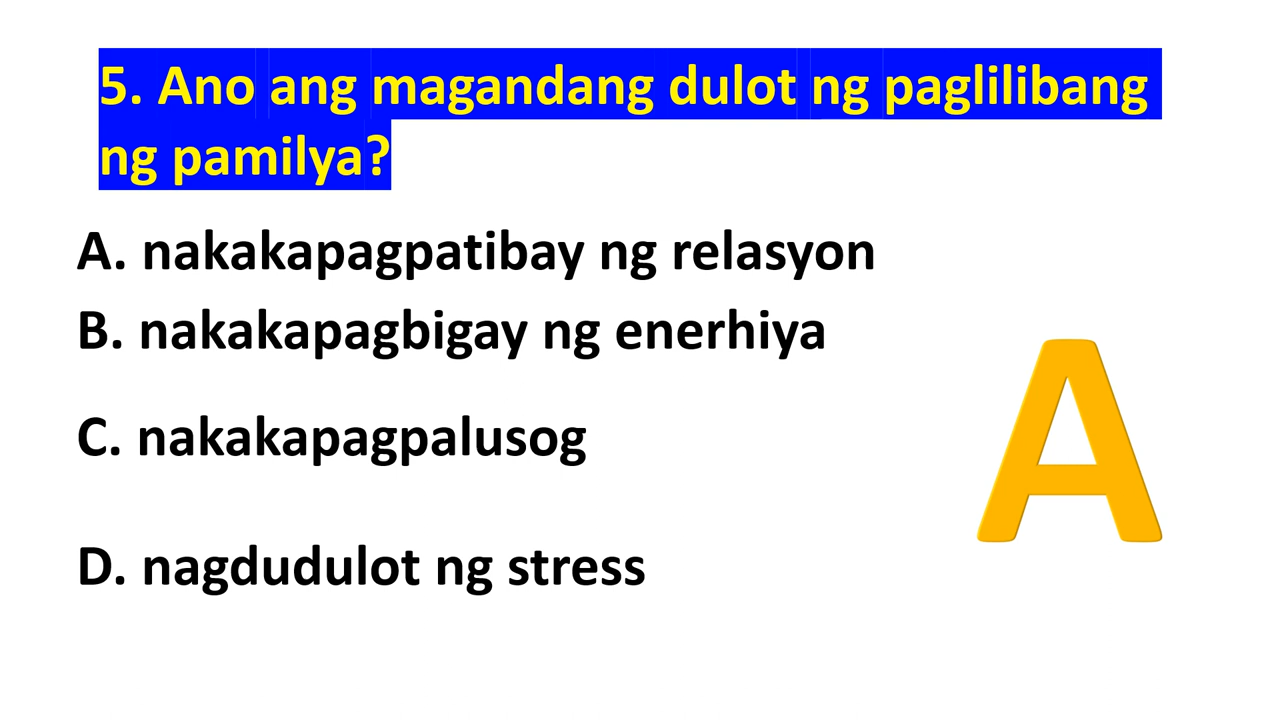 5. Ano ang magandang dulot ng paglilibang
ng pamilya?
A. nakakapagpatibay ng relasyon
B. nakakapagbigay ng enerhiya
C. nakakapagpalusog
D. nagdudulot ng stress
A